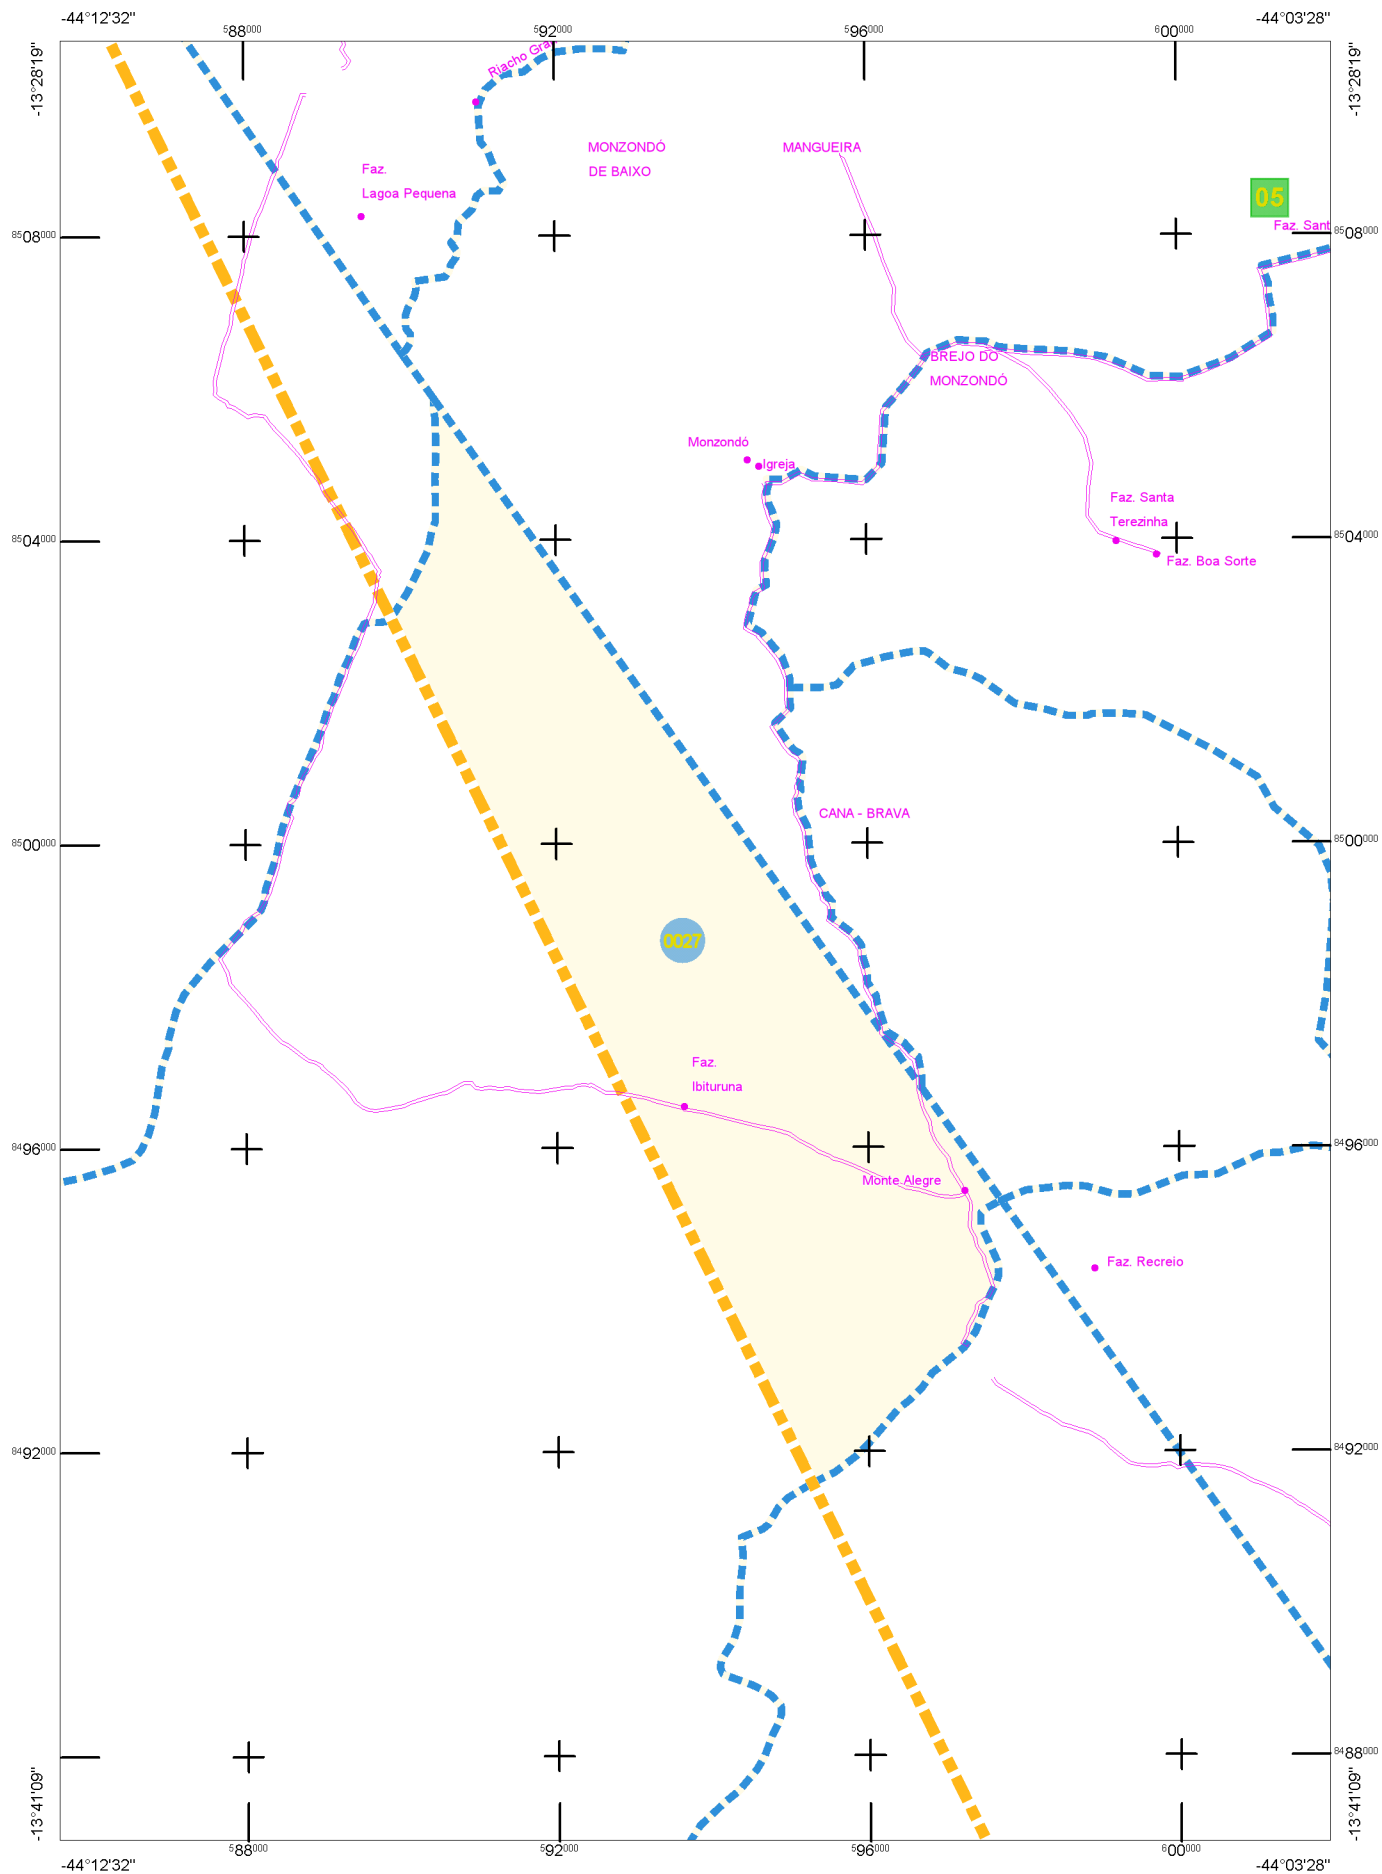 -44°12'32"
-44°03'28"
588000
592000
596000
600000
-13°28'19"
-13°28'19"
Riacho Gra
MONZONDÓ
DE BAIXO
MANGUEIRA
Faz.
Lagoa Pequena
05
Faz. Sant
8508000
8508000
BREJO DO
MONZONDÓ
Monzondó
Igreja
Faz. Santa
Terezinha
Faz. Boa Sorte
8504000
8504000
CANA - BRAVA
8500000
8500000
0027
Faz.
Ibituruna
8496000
8496000
Monte Alegre
Faz. Recreio
8492000
8492000
8488000
-13°41'09"
-13°41'09"
588000
592000
596000
600000
-44°12'32"
-44°03'28"